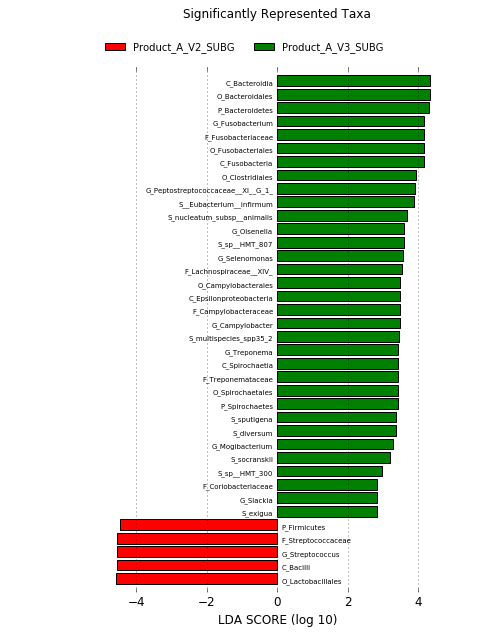 Significantly Represented Taxa
Product_A_V2_SUBG Product_A_V3_SUBG
C_Bacteroidia
O_Bacteroidales
P_Bacteroidetes
G_Fusobacterium
F_Fusobacteriaceae
O_Fusobacteriales
C_Fusobacteria
O_Clostridiales
G_Peptostreptococcaceae__XI__G_1_
S__Eubacterium__infirmum
S_nucleatum_subsp__animalis
G_Olsenella
S_sp__HMT_807
G_Selenomonas
F_Lachnospiraceae__XIV_
O_Campylobacterales
C_Epsilonproteobacteria
F_Campylobacteraceae
G_Campylobacter
S_multispecies_spp35_2
G_Treponema
C_Spirochaetia
F_Treponemataceae
O_Spirochaetales
P_Spirochaetes
S_sputigena
S_diversum
G_Mogibacterium
S_socranskii
S_sp__HMT_300
F_Coriobacteriaceae
G_Slackia
S_exigua
P_Firmicutes
F_Streptococcaceae
G_Streptococcus
C_Bacilli
O_Lactobacillales
−4 −2 0 2 4
LDA SCORE (log 10)